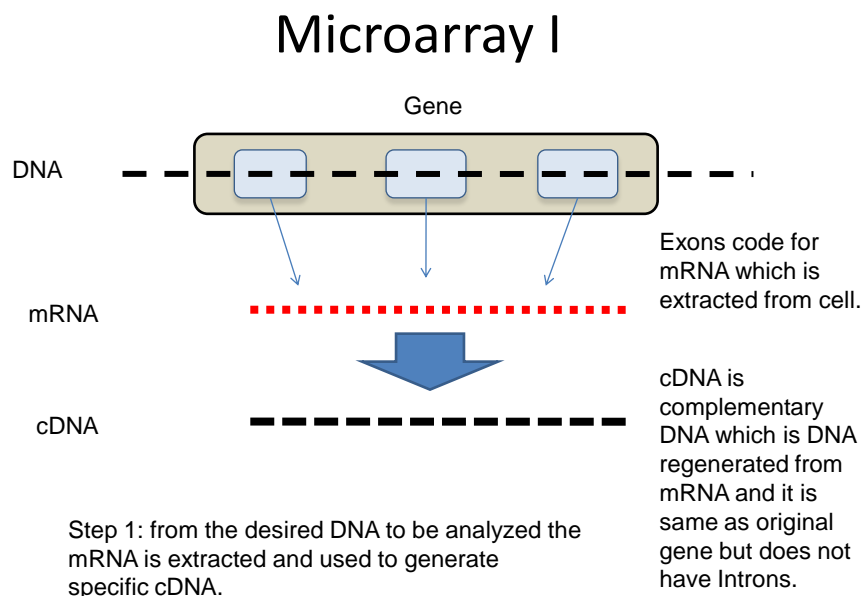 Microarray I
Gene
DNA
Exons code for
mRNA which is
extracted from cell.
mRNA
cDNA is
complementary
DNA which is DNA
regenerated from
mRNA and it is
same as original
gene but does not
have Introns.
cDNA
Step 1: from the desired DNA to be analyzed the
mRNA is extracted and used to generate
specific cDNA.